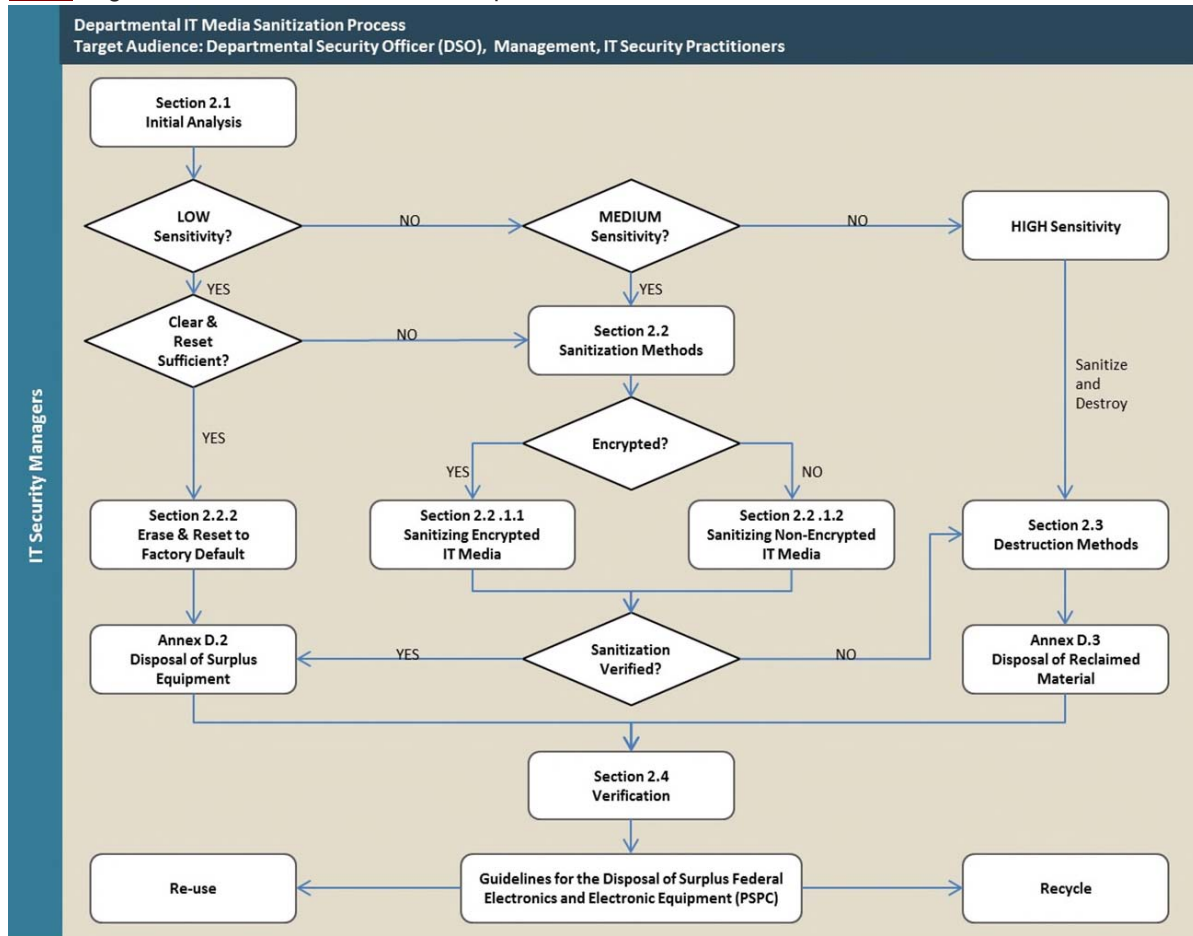 Departmental IT Media Sanitization Process
Target Audience: Departmental Security Officer (DSO), Management, IT Security Practitioners
IT Security Managers
Section 2.1
Initial Analysis
LOW
Sensitivity?
NO
MEDIUM
Sensitivity?
NO
HIGH Sensitivity
YES
YES
Clear &
Reset
Sufficient?
NO
Section 2.2
Sanitization Methods
Sanitize
and
Destroy
YES
Encrypted?
YES
NO
Section 2.2.2
Erase & Reset to
Factory Default
Section 2.2 .1.1
Sanitizing Encrypted
IT Media
Section 2.2 .1.2
Sanitizing Non-Encrypted
IT Media
Section 2.3
Destruction Methods
Annex D.2
Disposal of Surplus
Equipment
YES
Sanitization
Verified?
NO
Annex D.3
Disposal of Reclaimed
Material
Section 2.4
Verification
Re-use
Guidelines for the Disposal of Surplus Federal
Electronics and Electronic Equipment (PSPC)
Recycle